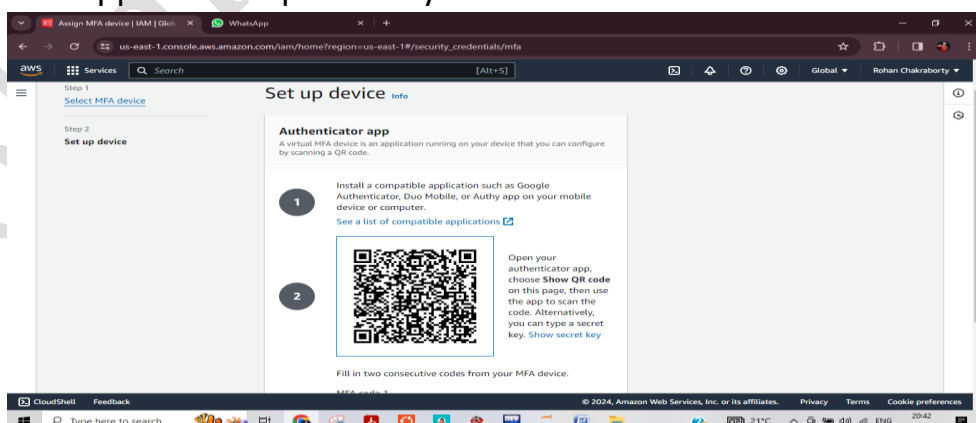 Assign MFA device | IAM | Glob
WhatsApp
us-east-1.console.aws.amazon.com/iam/home?region=us-east-1#/security_credentials/mfa
aws
Services
Search
[Alt+S]
Global
Rohan Chakraborty
Step 1
Select MFA device
Step 2
Set up device
Set up device Info
Authenticator app
A virtual MFA device is an application running on your device that you can configure
by scanning a QR code.
1
Install a compatible application such as Google
Authenticator, Duo Mobile, or Authy app on your mobile
device or computer.
See a list of compatible applications
2
Open your
authenticator app,
choose Show QR code
on this page, then use
the app to scan the
code. Alternatively,
you can type a secret
key. Show secret key
Fill in two consecutive codes from your MFA device.
MFA code 1
CloudShell
Feedback
© 2024, Amazon Web Services, Inc. or its affiliates.
Privacy
Terms
Cookie preferences
Type here to search
21°C
ENG
20:42